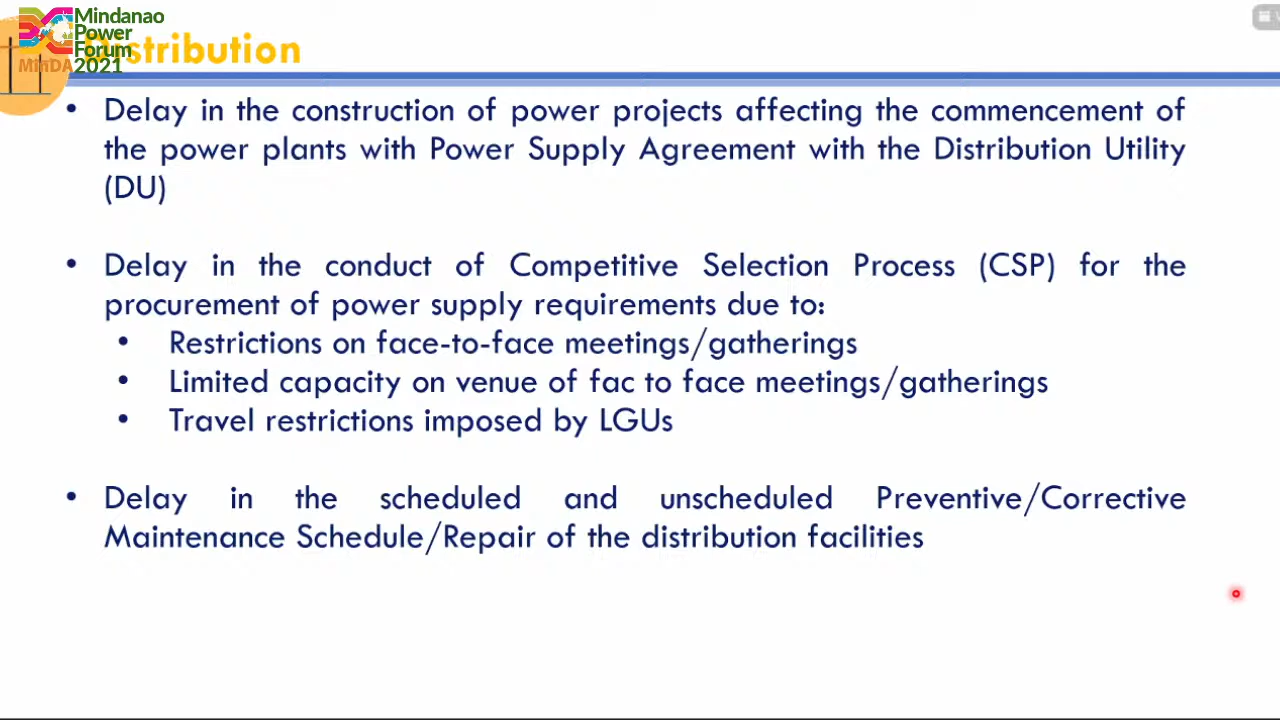 Mindanao
Power
Forum
MinDA 2021
Distribution
• Delay in the construction of power projects affecting the commencement of
the power plants with Power Supply Agreement with the Distribution Utility
(DU)
• Delay in the conduct of Competitive Selection Process (CSP) for the
procurement of power supply requirements due to:
• Restrictions on face-to-face meetings/gatherings
• Limited capacity on venue of fac to face meetings/gatherings
• Travel restrictions imposed by LGUs
• Delay in the scheduled and unscheduled Preventive/Corrective
Maintenance Schedule/Repair of the distribution facilities